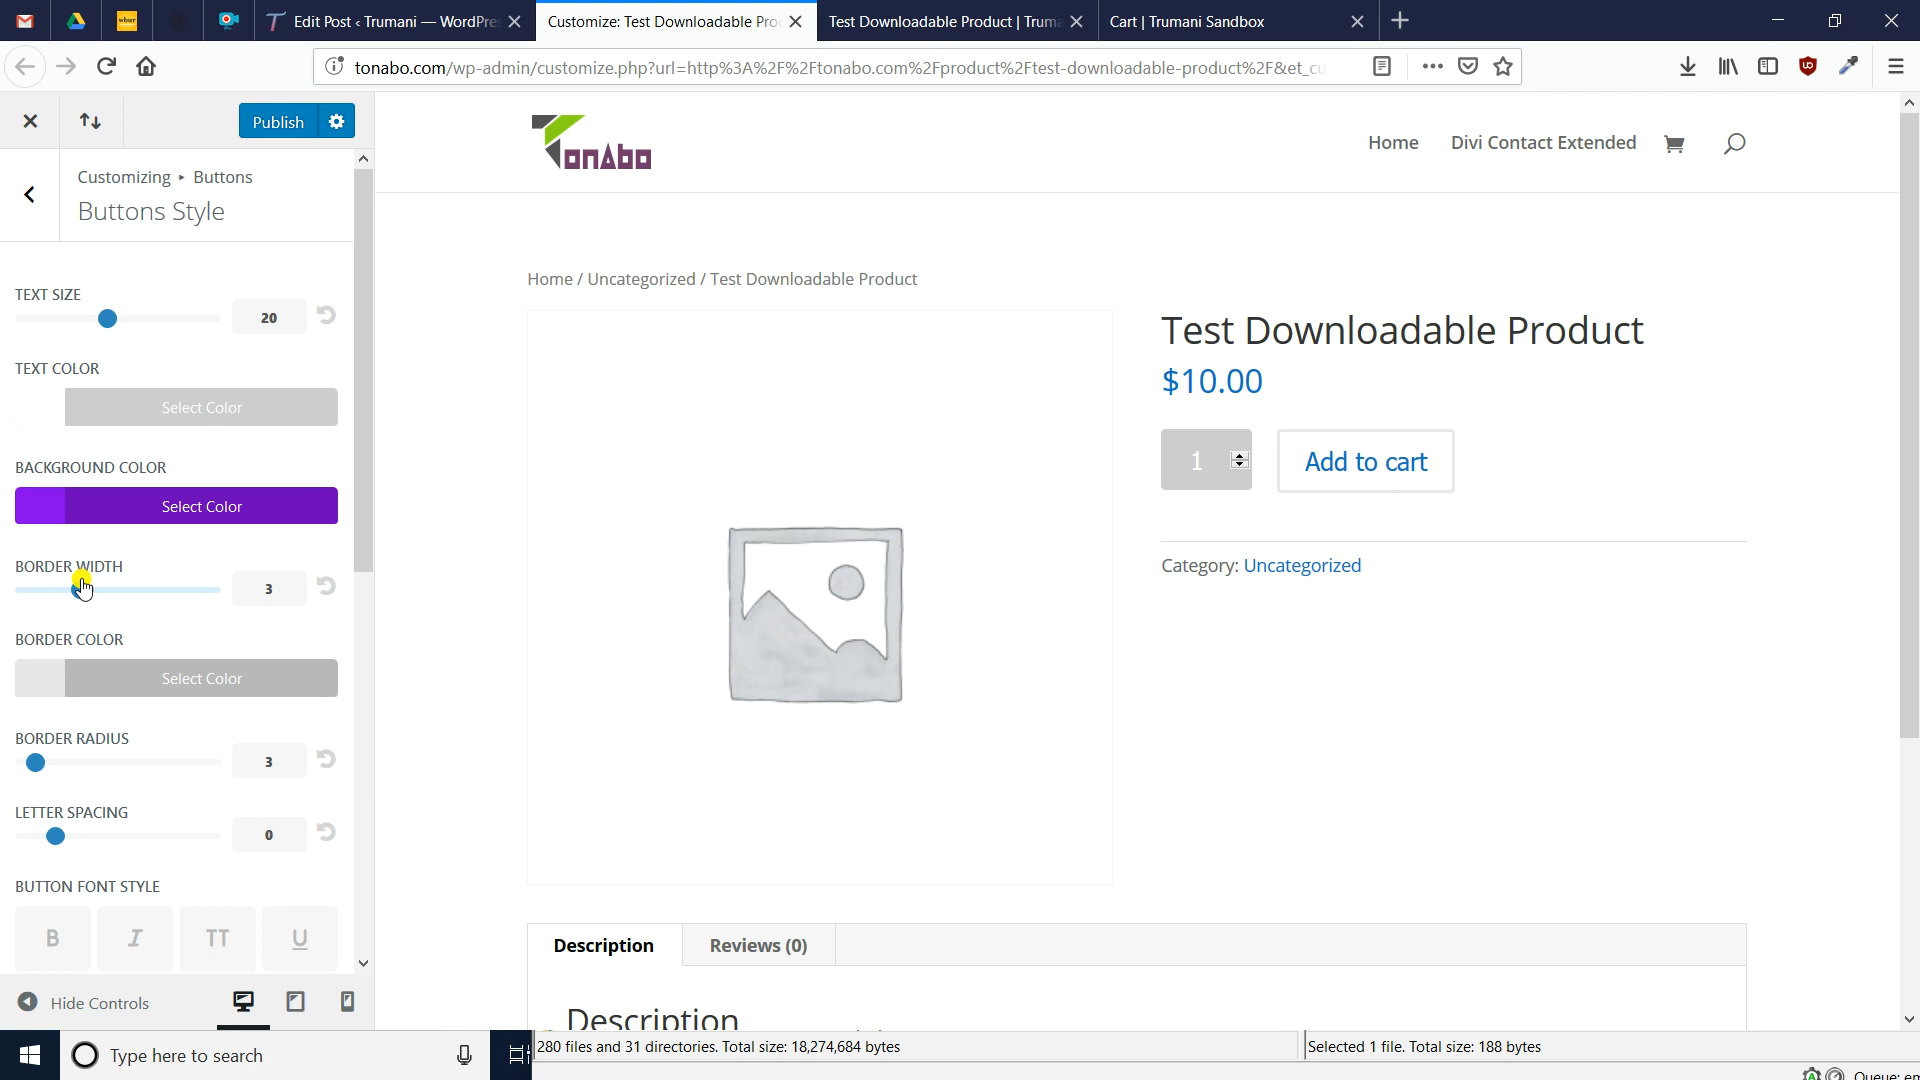 wbur
Edit Post ‹ Trumani — WordPre
Customize: Test Downloadable Pro
Test Downloadable Product | Truma
Cart | Trumani Sandbox
tonabo.com/wp-admin/customize.php?url=http%3A%2F%2Ftonabo.com%2Fproduct%2Ftest-downloadable-product%2F&et_cu
Publish
Customizing ▸ Buttons
Buttons Style
TEXT SIZE
20
TEXT COLOR
Select Color
BACKGROUND COLOR
Select Color
BORDER WIDTH
3
BORDER COLOR
Select Color
BORDER RADIUS
3
LETTER SPACING
0
BUTTON FONT STYLE
B I TT U
Hide Controls
TonAbo
Home
Divi Contact Extended
Home / Uncategorized / Test Downloadable Product
Test Downloadable Product
$10.00
1
Add to cart
Category: Uncategorized
Description
Reviews (0)
Description
Type here to search
280 files and 31 directories. Total size: 18,274,684 bytes
Selected 1 file. Total size: 188 bytes
Queue: em